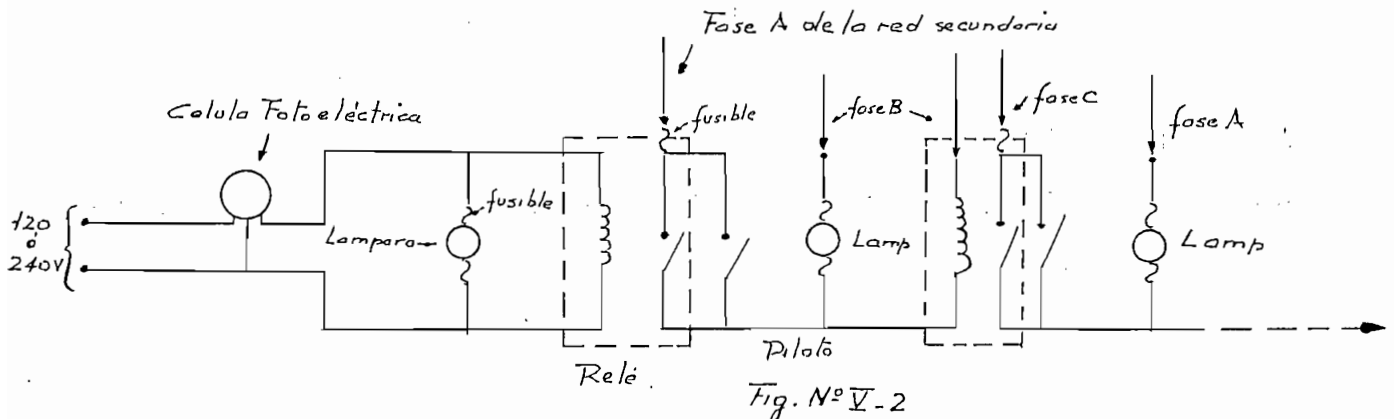 Fase A de la red secundaria
Celula Fotoeléctrica
fusible
fase B
fase C
fase A
120
ó
240V
fusible
Lampara
Lamp
Lamp
Piloto
Relé
Fig. Nº V-2